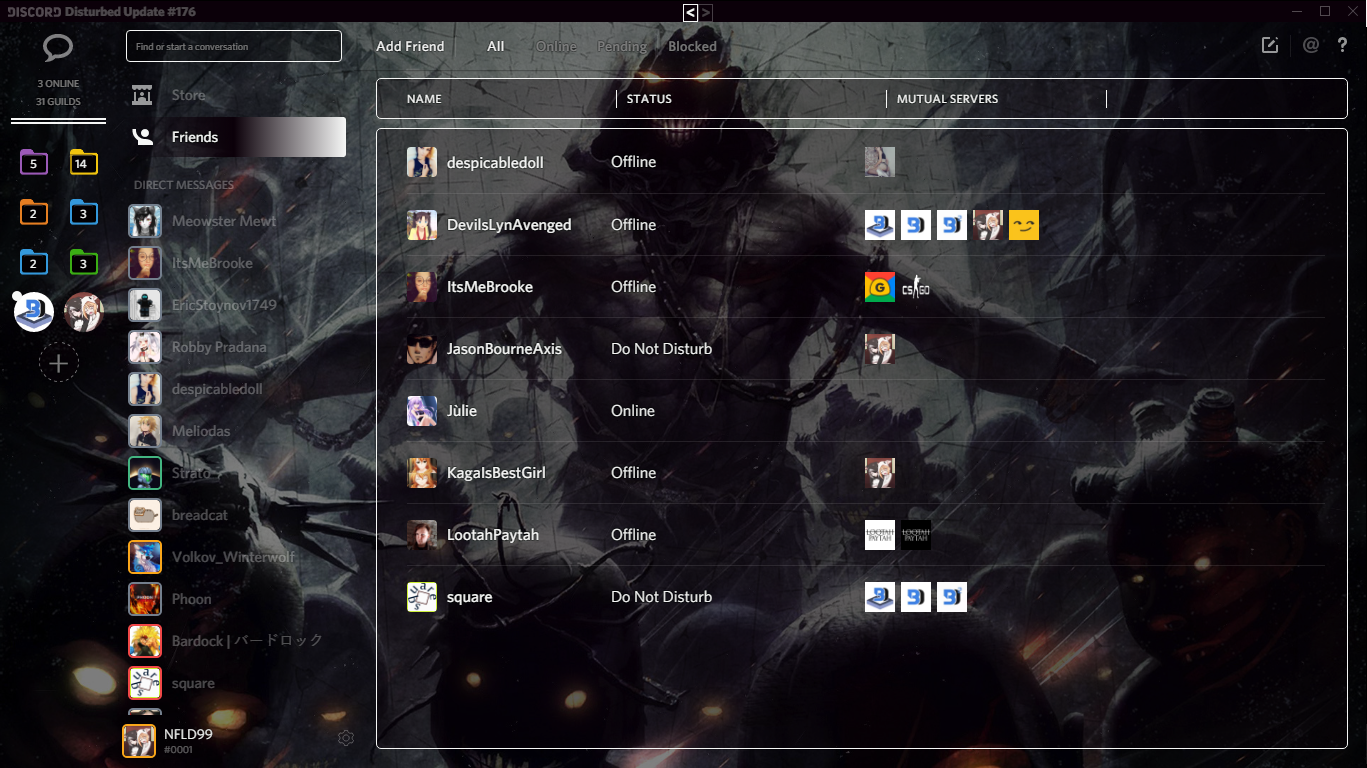 DISCORD Disturbed Update #176
< >
3 ONLINE
31 GUILDS
5
14
2
3
2
3
Find or start a conversation
Store
Friends
DIRECT MESSAGES
Meowster Mewt
ItsMeBrooke
EricStoynov1749
Robby Pradana
despicabledoll
Meliodas
Strato
breadcat
Volkov_Winterwolf
Phoon
Bardock | バードロック
square
NFLD99
#0001
Add Friend All Online Pending Blocked @ ?
NAME STATUS MUTUAL SERVERS
despicabledoll Offline
DevilsLynAvenged Offline
ItsMeBrooke Offline G CS GO
JasonBourneAxis Do Not Disturb
Jùlie Online
KagaIsBestGirl Offline
LootahPaytah Offline LOOTAH PAYTAH LOOTAH PAYTAH
square Do Not Disturb